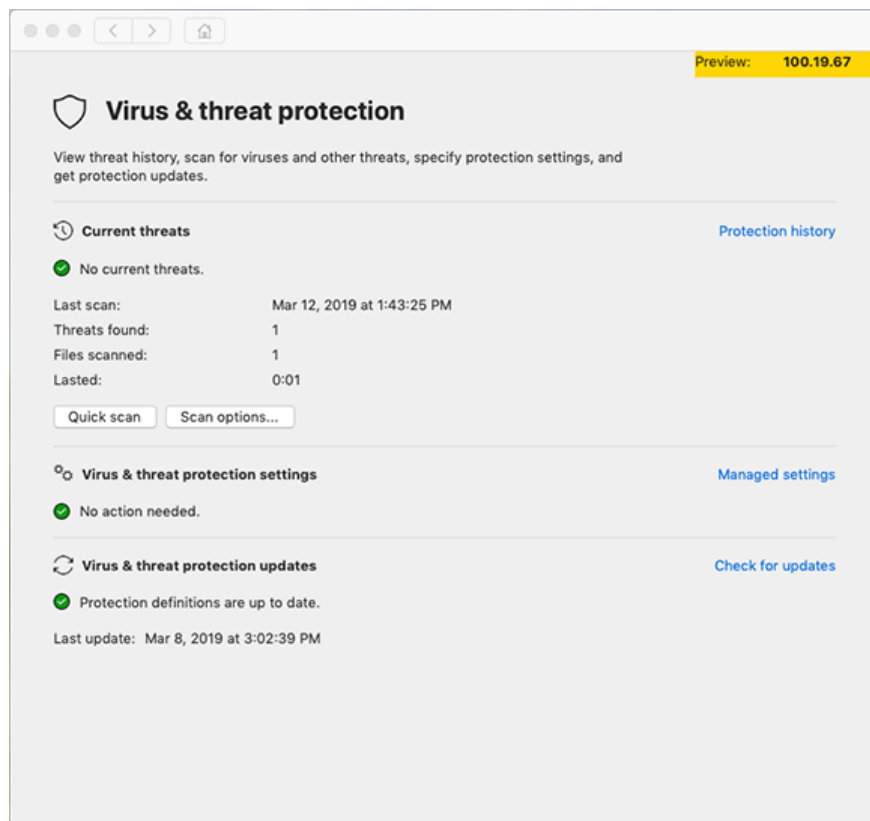 Preview: 100.19.67
Virus & threat protection
View threat history, scan for viruses and other threats, specify protection settings, and
get protection updates.
Current threats Protection history
No current threats.
Last scan: Mar 12, 2019 at 1:43:25 PM
Threats found: 1
Files scanned: 1
Lasted: 0:01
Quick scan Scan options...
Virus & threat protection settings Managed settings
No action needed.
Virus & threat protection updates Check for updates
Protection definitions are up to date.
Last update: Mar 8, 2019 at 3:02:39 PM